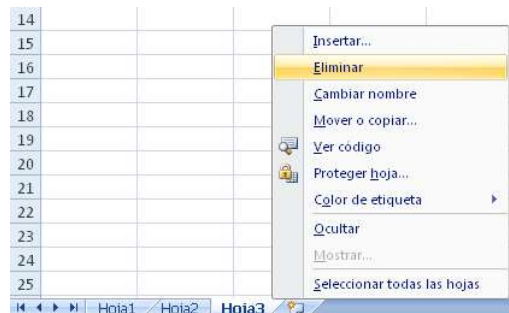 14
15
16
17
18
19
20
21
22
23
24
25
Insertar...
Eliminar
Cambiar nombre
Mover o copiar...
Ver código
Proteger hoja...
Color de etiqueta
Ocultar
Mostrar...
Seleccionar todas las hojas
Hoja1 Hoja2 Hoja3